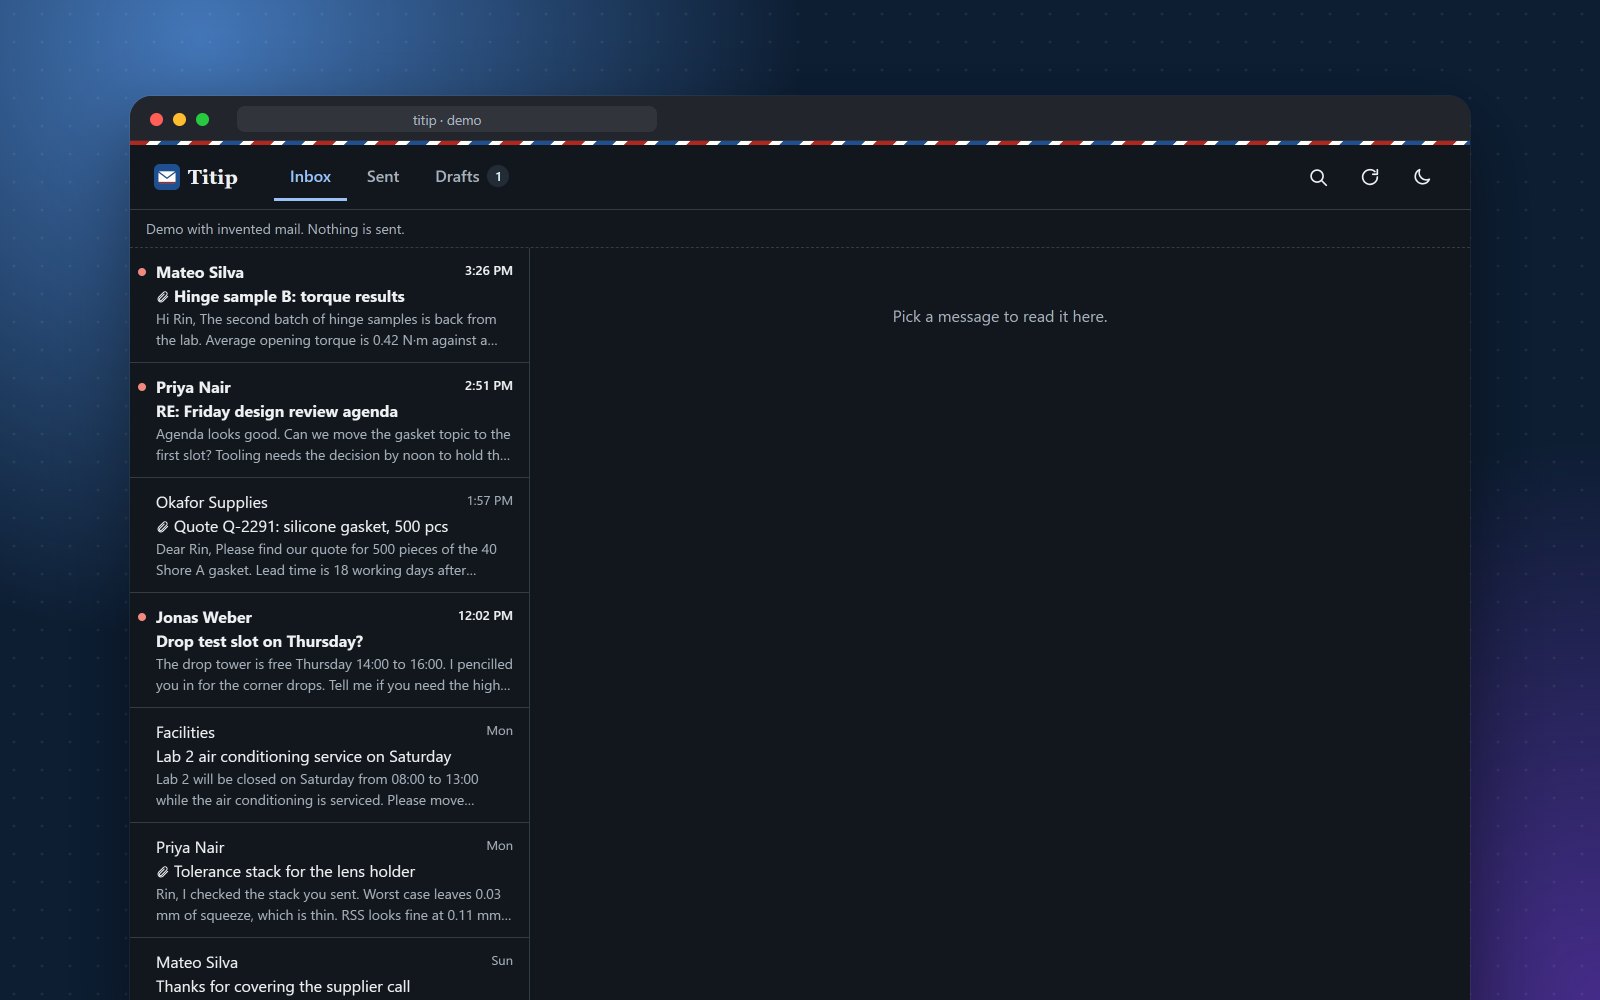 titip · demo
Titip
Inbox
Sent
Drafts 1
Demo with invented mail. Nothing is sent.
Mateo Silva 3:26 PM
Hinge sample B: torque results
Hi Rin, The second batch of hinge samples is back from
the lab. Average opening torque is 0.42 N·m against a...
Priya Nair 2:51 PM
RE: Friday design review agenda
Agenda looks good. Can we move the gasket topic to the
first slot? Tooling needs the decision by noon to hold th...
Okafor Supplies 1:57 PM
Quote Q-2291: silicone gasket, 500 pcs
Dear Rin, Please find our quote for 500 pieces of the 40
Shore A gasket. Lead time is 18 working days after...
Jonas Weber 12:02 PM
Drop test slot on Thursday?
The drop tower is free Thursday 14:00 to 16:00. I pencilled
you in for the corner drops. Tell me if you need the high...
Facilities Mon
Lab 2 air conditioning service on Saturday
Lab 2 will be closed on Saturday from 08:00 to 13:00
while the air conditioning is serviced. Please move...
Priya Nair Mon
Tolerance stack for the lens holder
Rin, I checked the stack you sent. Worst case leaves 0.03
mm of squeeze, which is thin. RSS looks fine at 0.11 mm...
Mateo Silva Sun
Thanks for covering the supplier call
Pick a message to read it here.